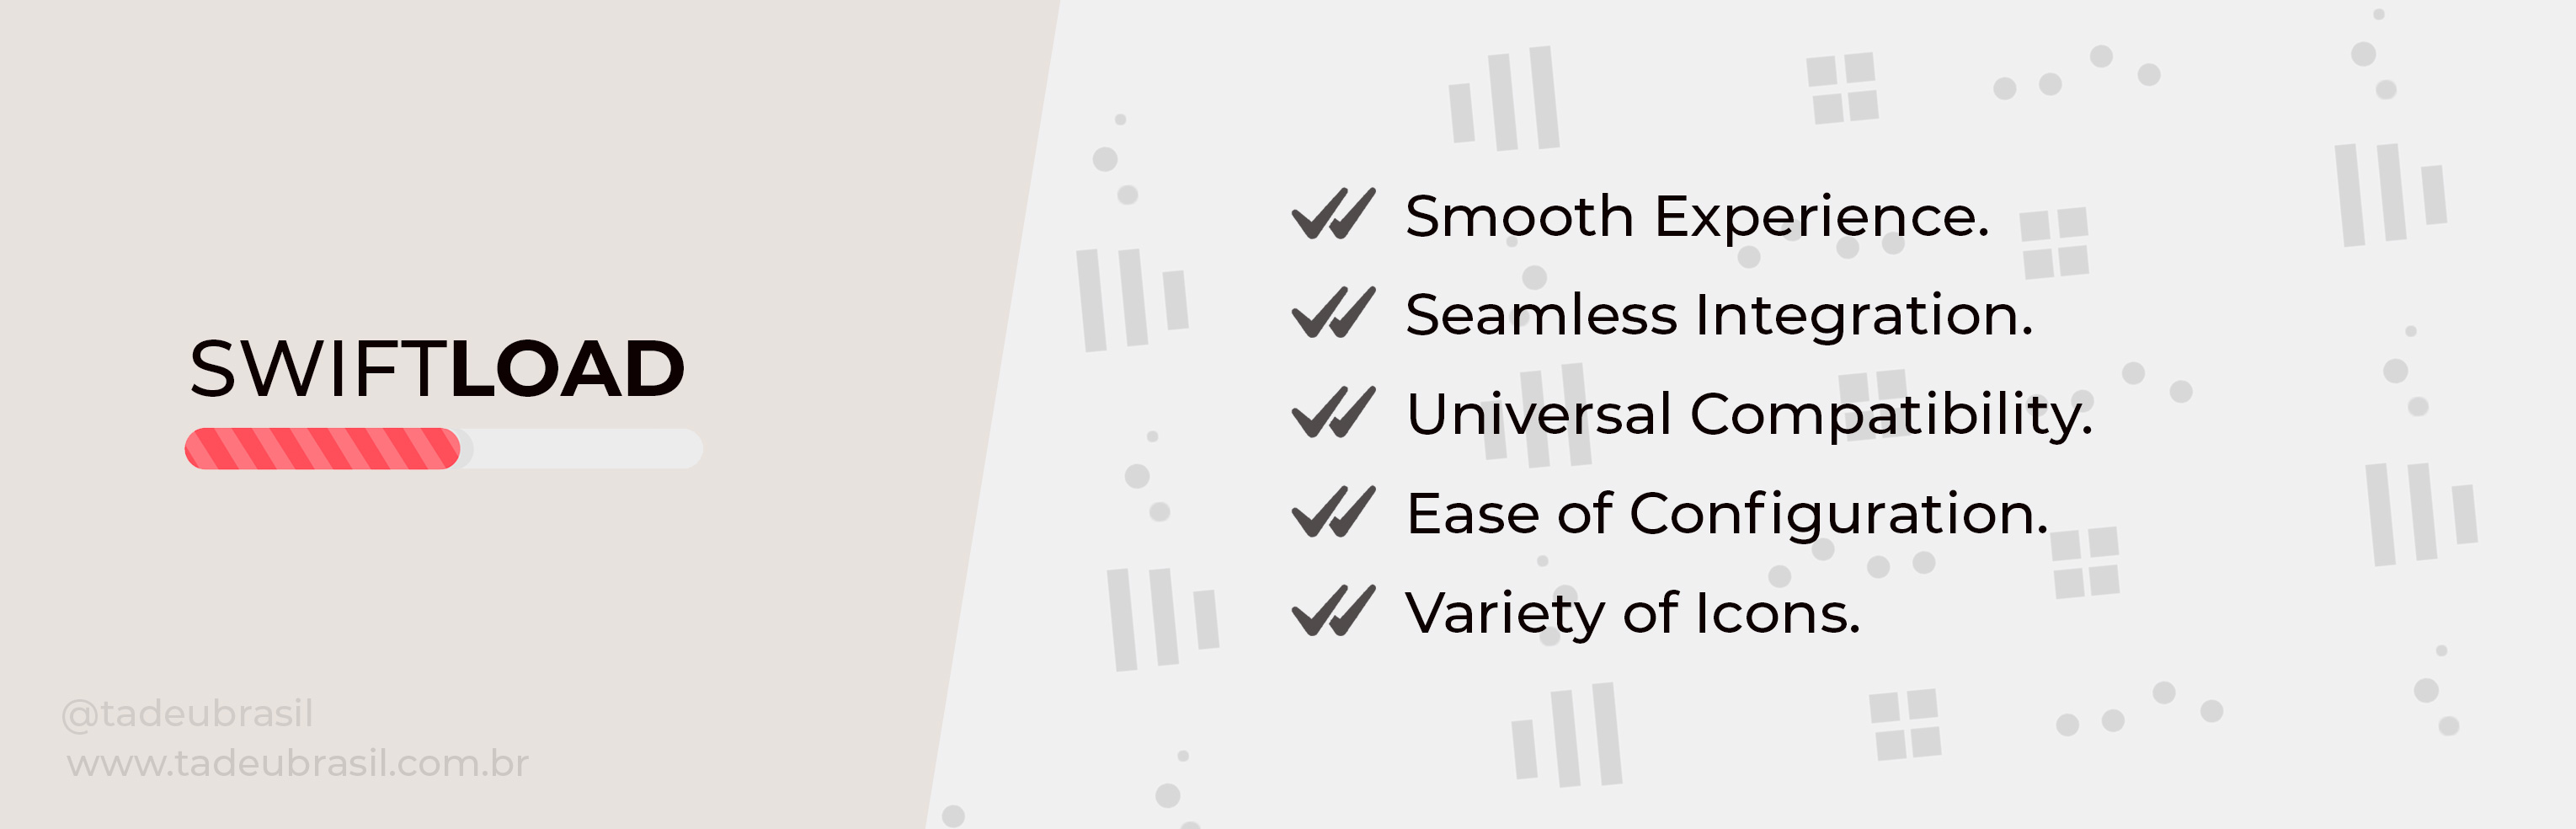 SWIFTLOAD
@tadeubrasil
www.tadeubrasil.com.br
Smooth Experience.
Seamless Integration.
Universal Compatibility.
Ease of Configuration.
Variety of Icons.